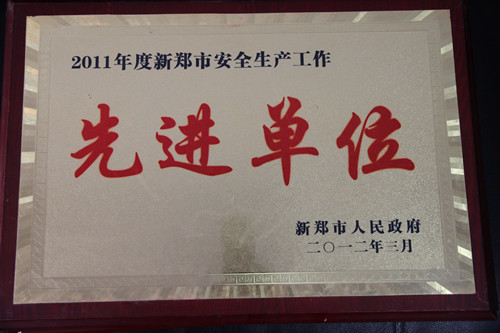 2011年度新郑市安全生产工作
先进单位
新郑市人民政府
二〇一二年三月